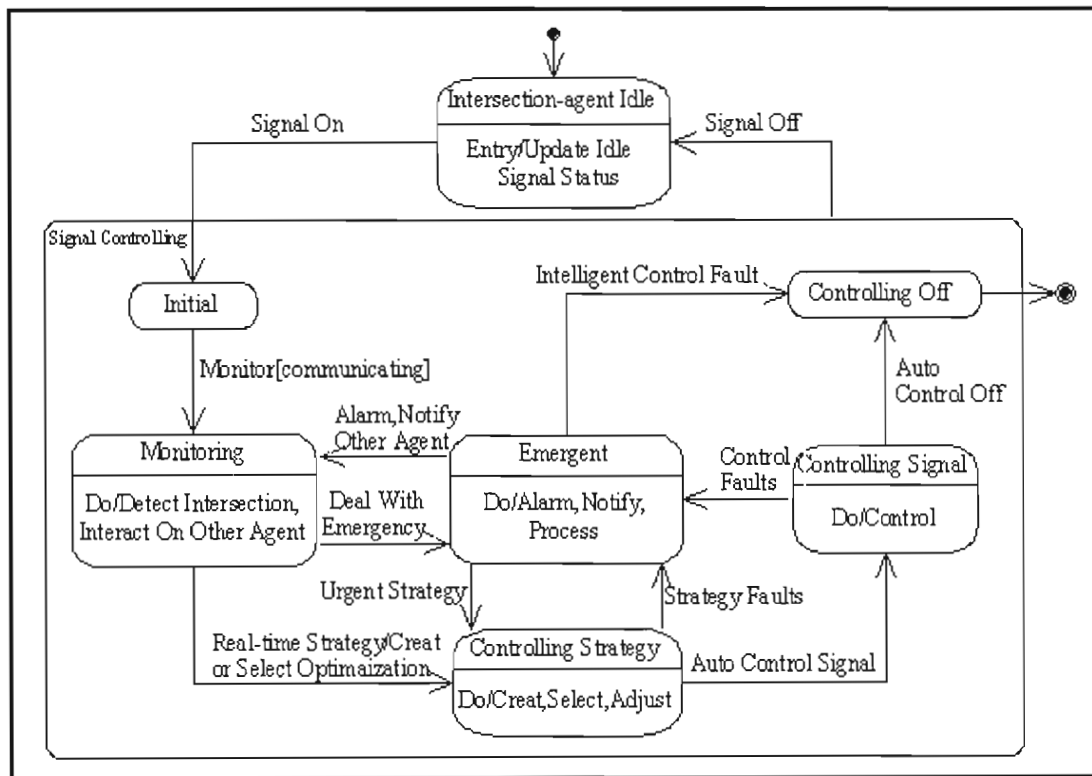 Intersection-agent Idle
Entry/Update Idle
Signal Status
Signal On
Signal Off
Signal Controlling
Initial
Intelligent Control Fault
Controlling Off
Monitor[communicating]
Auto
Control Off
Alarm,Notify
Other Agent
Monitoring
Do/Detect Intersection,
Interact On Other Agent
Deal With
Emergency
Emergent
Do/Alarm,Notify,
Process
Control
Faults
Controlling Signal
Do/Control
Urgent Strategy
Strategy Faults
Real-time Strategy/Creat
or Select Optimaization
Controlling Strategy
Do/Creat,Select,Adjust
Auto Control Signal